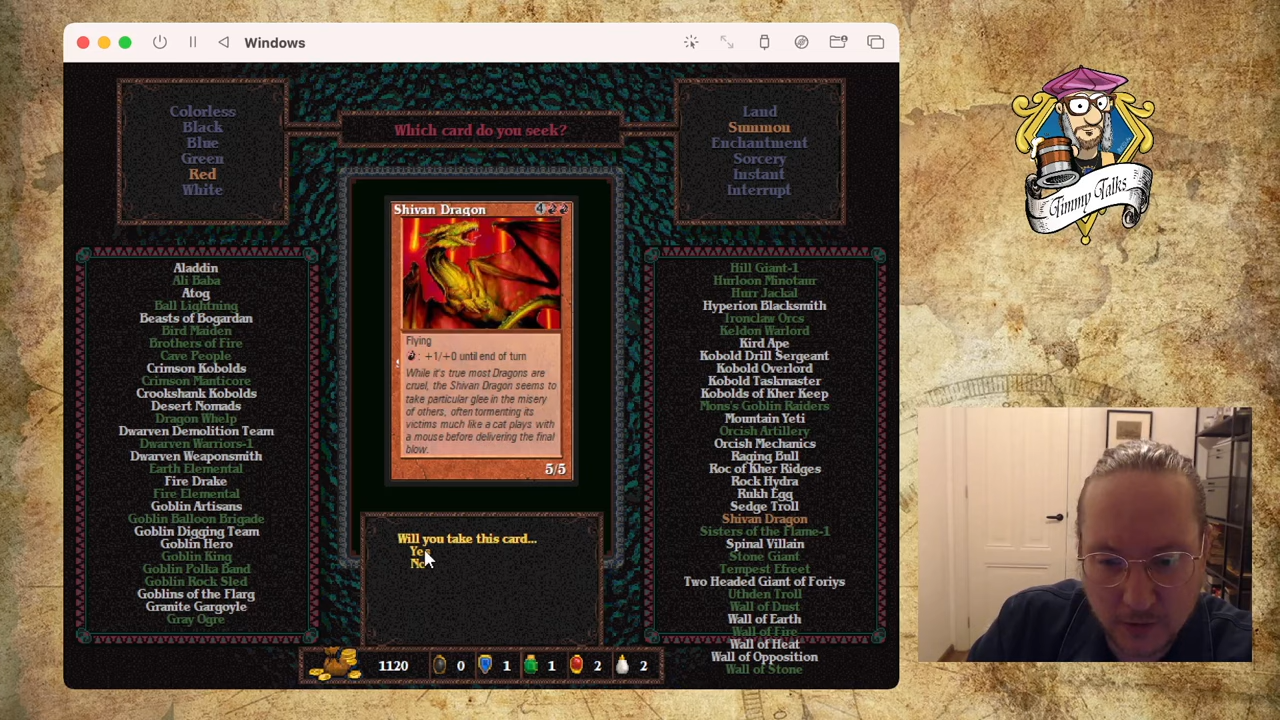 Windows
Colorless
Black
Blue
Green
Red
White
Which card do you seek?
Land
Summon
Enchantment
Sorcery
Instant
Interrupt
Shivan Dragon
4
Flying
: +1/+0 until end of turn
While it's true most Dragons are
cruel, the Shivan Dragon seems to
take particular glee in the misery
of others, often tormenting its
victims much like a cat plays with
a mouse before delivering the final
blow.
5/5
Aladdin
Ali Baba
Atog
Ball Lightning
Beasts of Bogardan
Bird Maiden
Brothers of Fire
Cave People
Crimson Kobolds
Crimson Manticore
Crookshank Kobolds
Desert Nomads
Dragon Whelp
Dwarven Demolition Team
Dwarven Warriors-1
Dwarven Weaponsmith
Earth Elemental
Fire Drake
Fire Elemental
Goblin Artisans
Goblin Balloon Brigade
Goblin Digging Team
Goblin Hero
Goblin King
Goblin Polka Band
Goblin Rock Sled
Goblins of the Flarg
Granite Gargoyle
Gray Ogre
Hill Giant-1
Hurloon Minotaur
Hurr Jackal
Hyperion Blacksmith
Ironclaw Orcs
Keldon Warlord
Kird Ape
Kobold Drill Sergeant
Kobold Overlord
Kobold Taskmaster
Kobolds of Kher Keep
Mons's Goblin Raiders
Mountain Yeti
Orcish Artillery
Orcish Mechanics
Raging Bull
Roc of Kher Ridges
Rock Hydra
Rukh Egg
Sedge Troll
Shivan Dragon
Sisters of the Flame-1
Spinal Villain
Stone Giant
Tempest Efreet
Two Headed Giant of Foriys
Uthden Troll
Wall of Dust
Wall of Earth
Wall of Fire
Wall of Heat
Wall of Opposition
Wall of Stone
Will you take this card...
Yes
No
1120
0
1
1
2
2
Timmy Talks